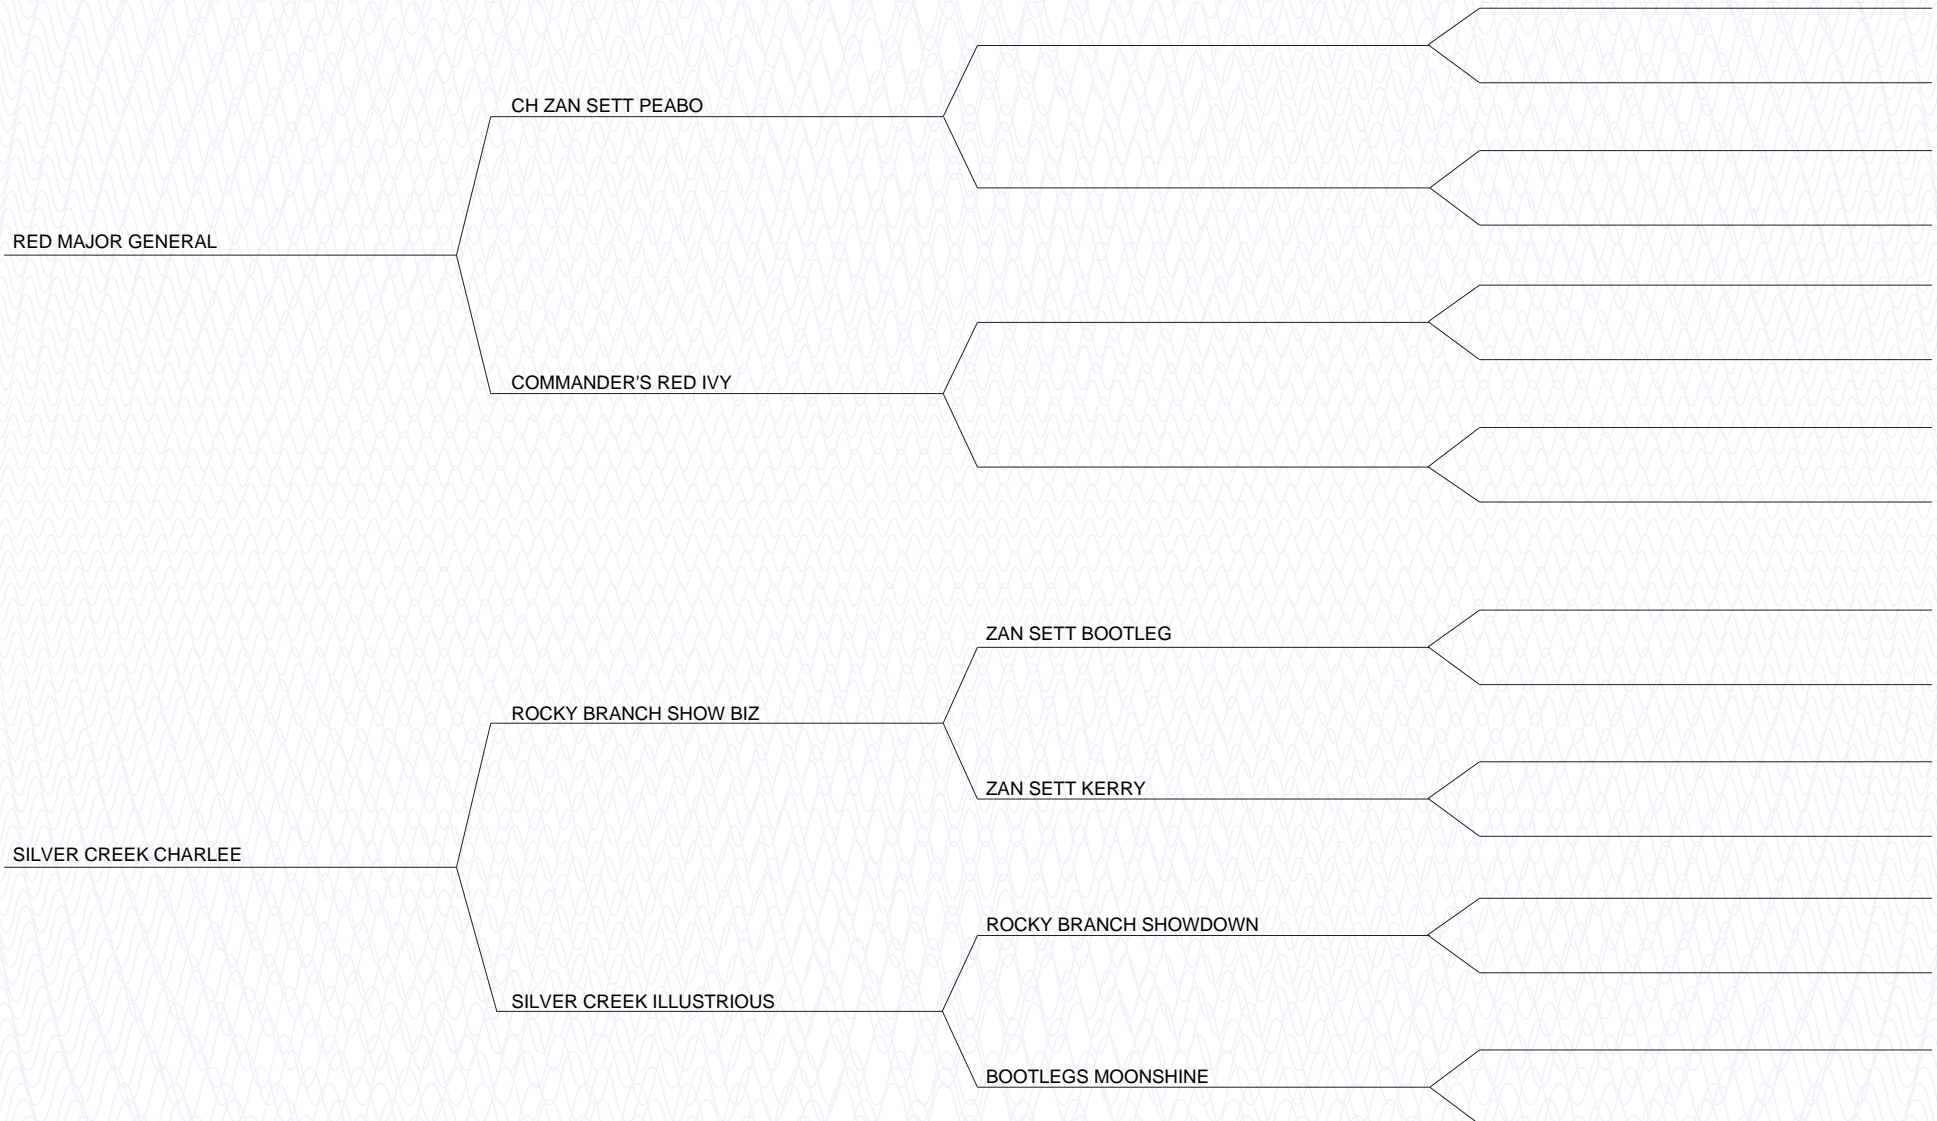 CH ZAN SETT PEABO
RED MAJOR GENERAL
COMMANDER'S RED IVY
ZAN SETT BOOTLEG
ROCKY BRANCH SHOW BIZ
ZAN SETT KERRY
SILVER CREEK CHARLEE
ROCKY BRANCH SHOWDOWN
SILVER CREEK ILLUSTRIOUS
BOOTLEGS MOONSHINE